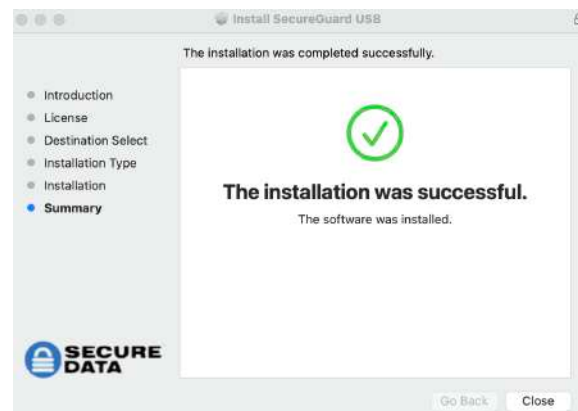 Install SecureGuard USB
The installation was completed successfully.
Introduction
License
Destination Select
Installation Type
Installation
Summary
The installation was successful.
The software was installed.
SECURE
DATA
Go Back
Close